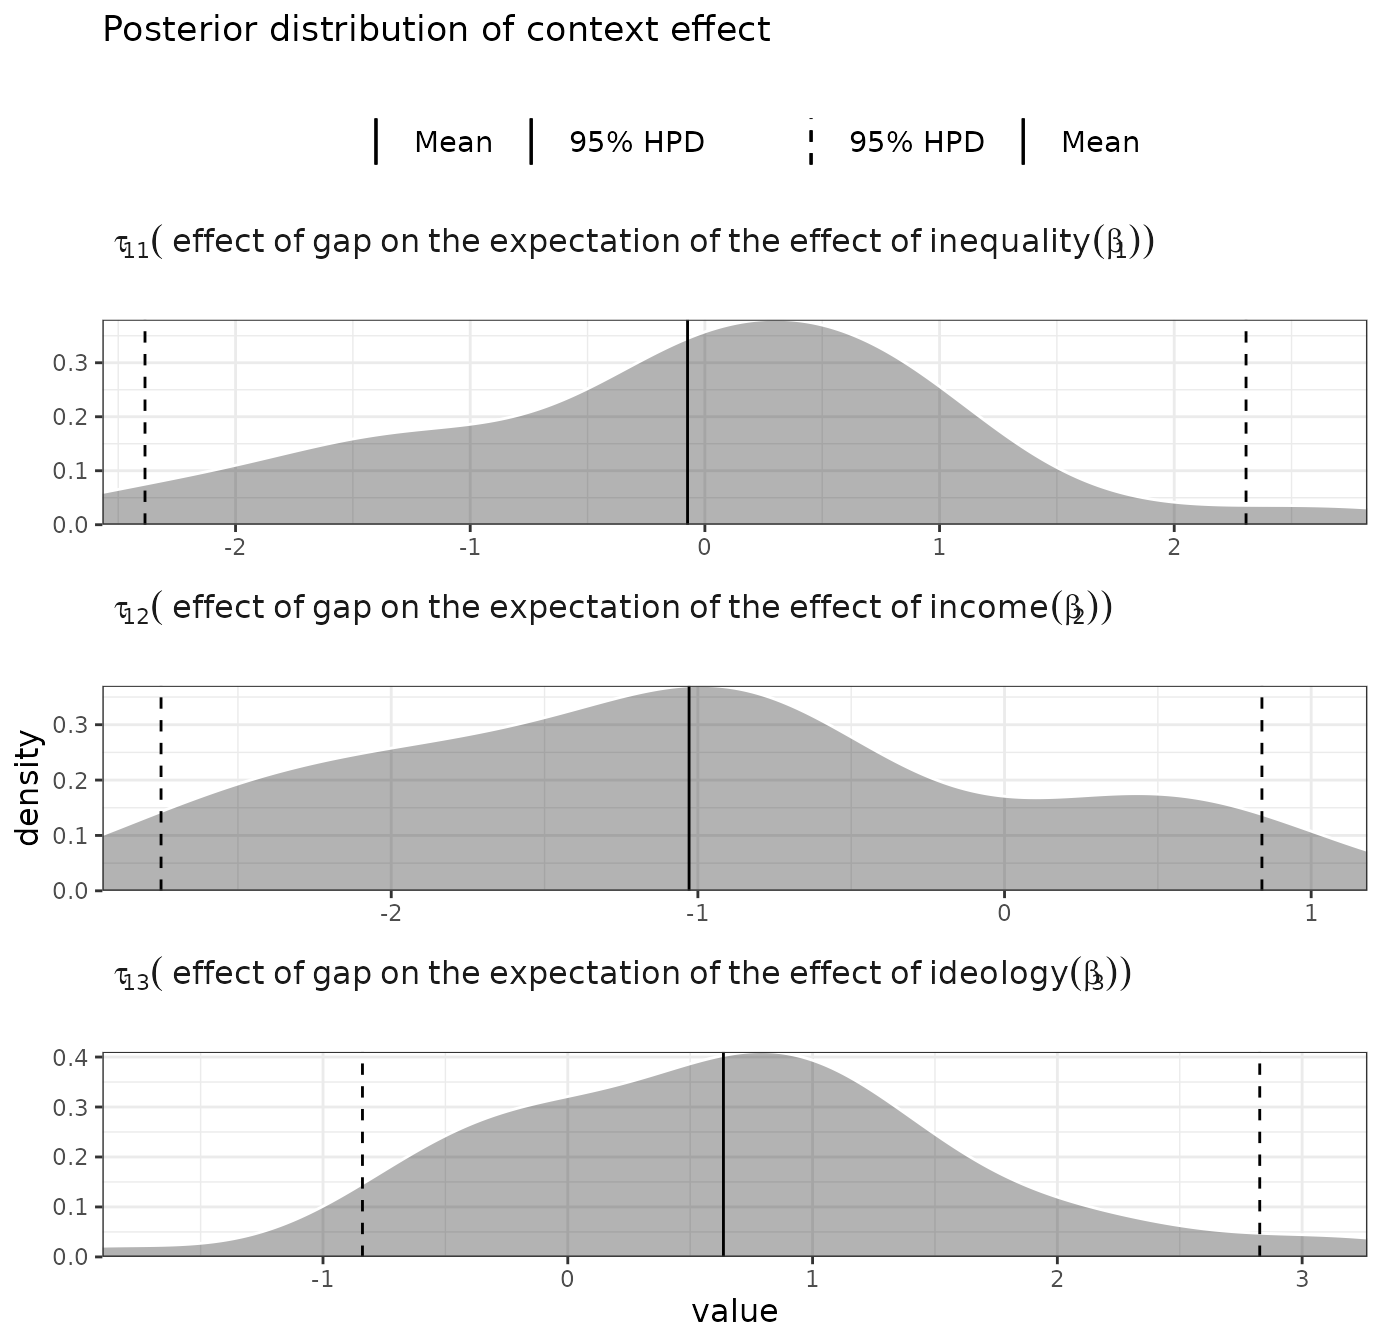 Posterior distribution of context effect
Mean 95% HPD 95% HPD Mean
τ11( effect of gap on the expectation of the effect of inequality(β1))
0.3
0.2
0.1
0.0
-2 -1 0 1 2
τ12( effect of gap on the expectation of the effect of income(β2))
0.3
0.2
0.1
0.0
-2 -1 0 1
density
τ13( effect of gap on the expectation of the effect of ideology(β3))
0.4
0.3
0.2
0.1
0.0
-1 0 1 2 3
value